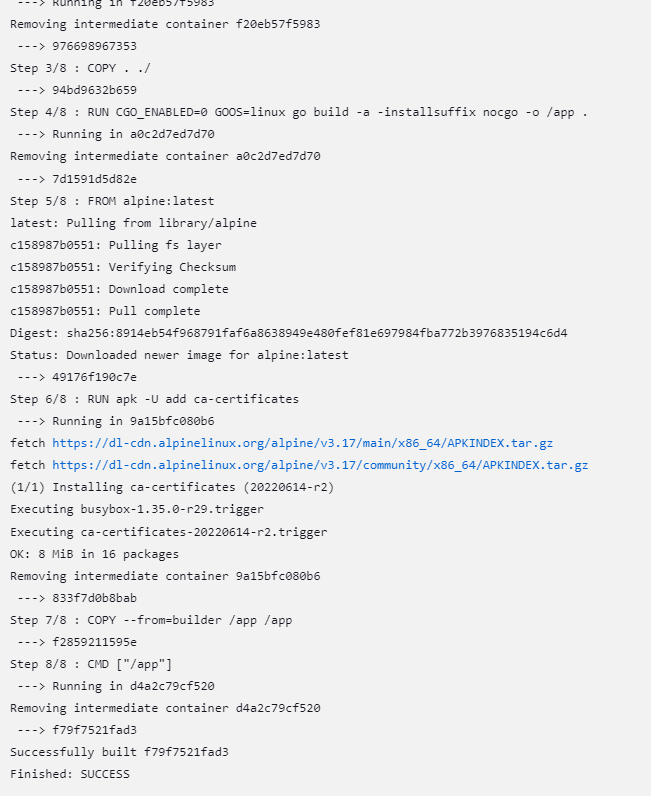 ---> Running in f20eb57f5983
Removing intermediate container f20eb57f5983
---> 976698967353
Step 3/8 : COPY . ./
---> 94bd9632b659
Step 4/8 : RUN CGO_ENABLED=0 GOOS=linux go build -a -installsuffix nocgo -o /app .
---> Running in a0c2d7ed7d70
Removing intermediate container a0c2d7ed7d70
---> 7d1591d5d82e
Step 5/8 : FROM alpine:latest
latest: Pulling from library/alpine
c158987b0551: Pulling fs layer
c158987b0551: Verifying Checksum
c158987b0551: Download complete
c158987b0551: Pull complete
Digest: sha256:8914eb54f968791faf6a8638949e480fef81e697984fba772b3976835194c6d4
Status: Downloaded newer image for alpine:latest
---> 49176f190c7e
Step 6/8 : RUN apk -U add ca-certificates
---> Running in 9a15bfc080b6
fetch https://dl-cdn.alpinelinux.org/alpine/v3.17/main/x86_64/APKINDEX.tar.gz
fetch https://dl-cdn.alpinelinux.org/alpine/v3.17/community/x86_64/APKINDEX.tar.gz
(1/1) Installing ca-certificates (20220614-r2)
Executing busybox-1.35.0-r29.trigger
Executing ca-certificates-20220614-r2.trigger
OK: 8 MiB in 16 packages
Removing intermediate container 9a15bfc080b6
---> 833f7d0b8bab
Step 7/8 : COPY --from=builder /app /app
---> f2859211595e
Step 8/8 : CMD ["/app"]
---> Running in d4a2c79cf520
Removing intermediate container d4a2c79cf520
---> f79f7521fad3
Successfully built f79f7521fad3
Finished: SUCCESS